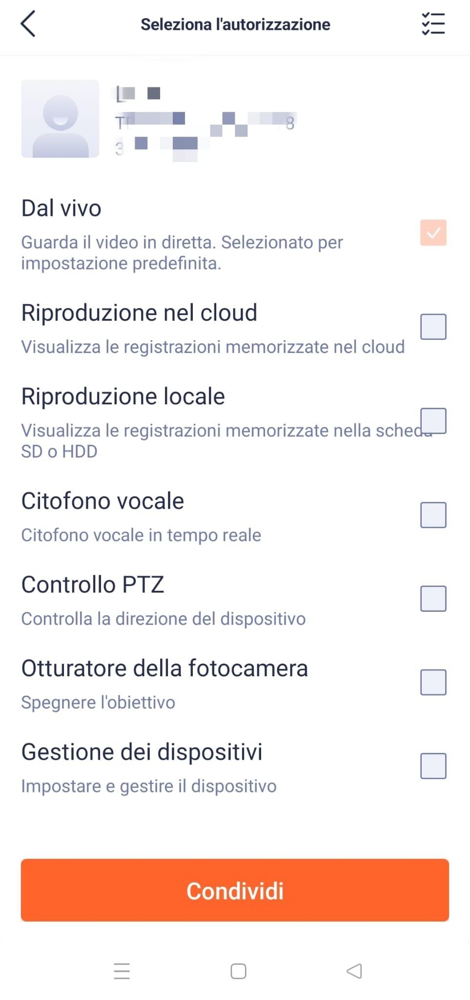 Seleziona l'autorizzazione
Dal vivo
Guarda il video in diretta. Selezionato per
impostazione predefinita.
Riproduzione nel cloud
Visualizza le registrazioni memorizzate nel cloud
Riproduzione locale
Visualizza le registrazioni memorizzate nella scheda
SD o HDD
Citofono vocale
Citofono vocale in tempo reale
Controllo PTZ
Controlla la direzione del dispositivo
Otturatore della fotocamera
Spegnere l'obiettivo
Gestione dei dispositivi
Impostare e gestire il dispositivo
Condividi